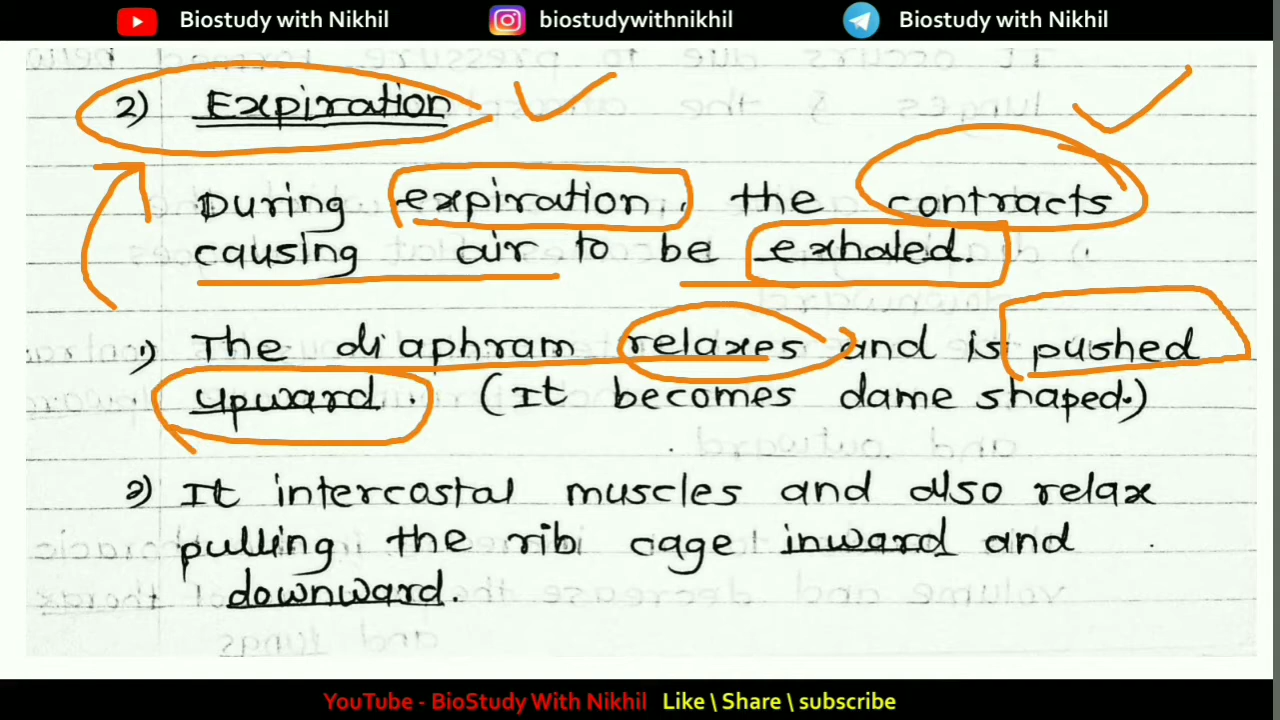 Biostudy with Nikhil biostudywithnikhil Biostudy with Nikhil
2) Expiration
During expiration, the contracts
causing air to be exhaled.
1) The diaphram relaxes and is pushed
upward. (It becomes dame shaped.)
2) It intercostal muscles and also relax
pulling the rib cage inward and
downward.
YouTube - BioStudy With Nikhil Like \ Share \ subscribe